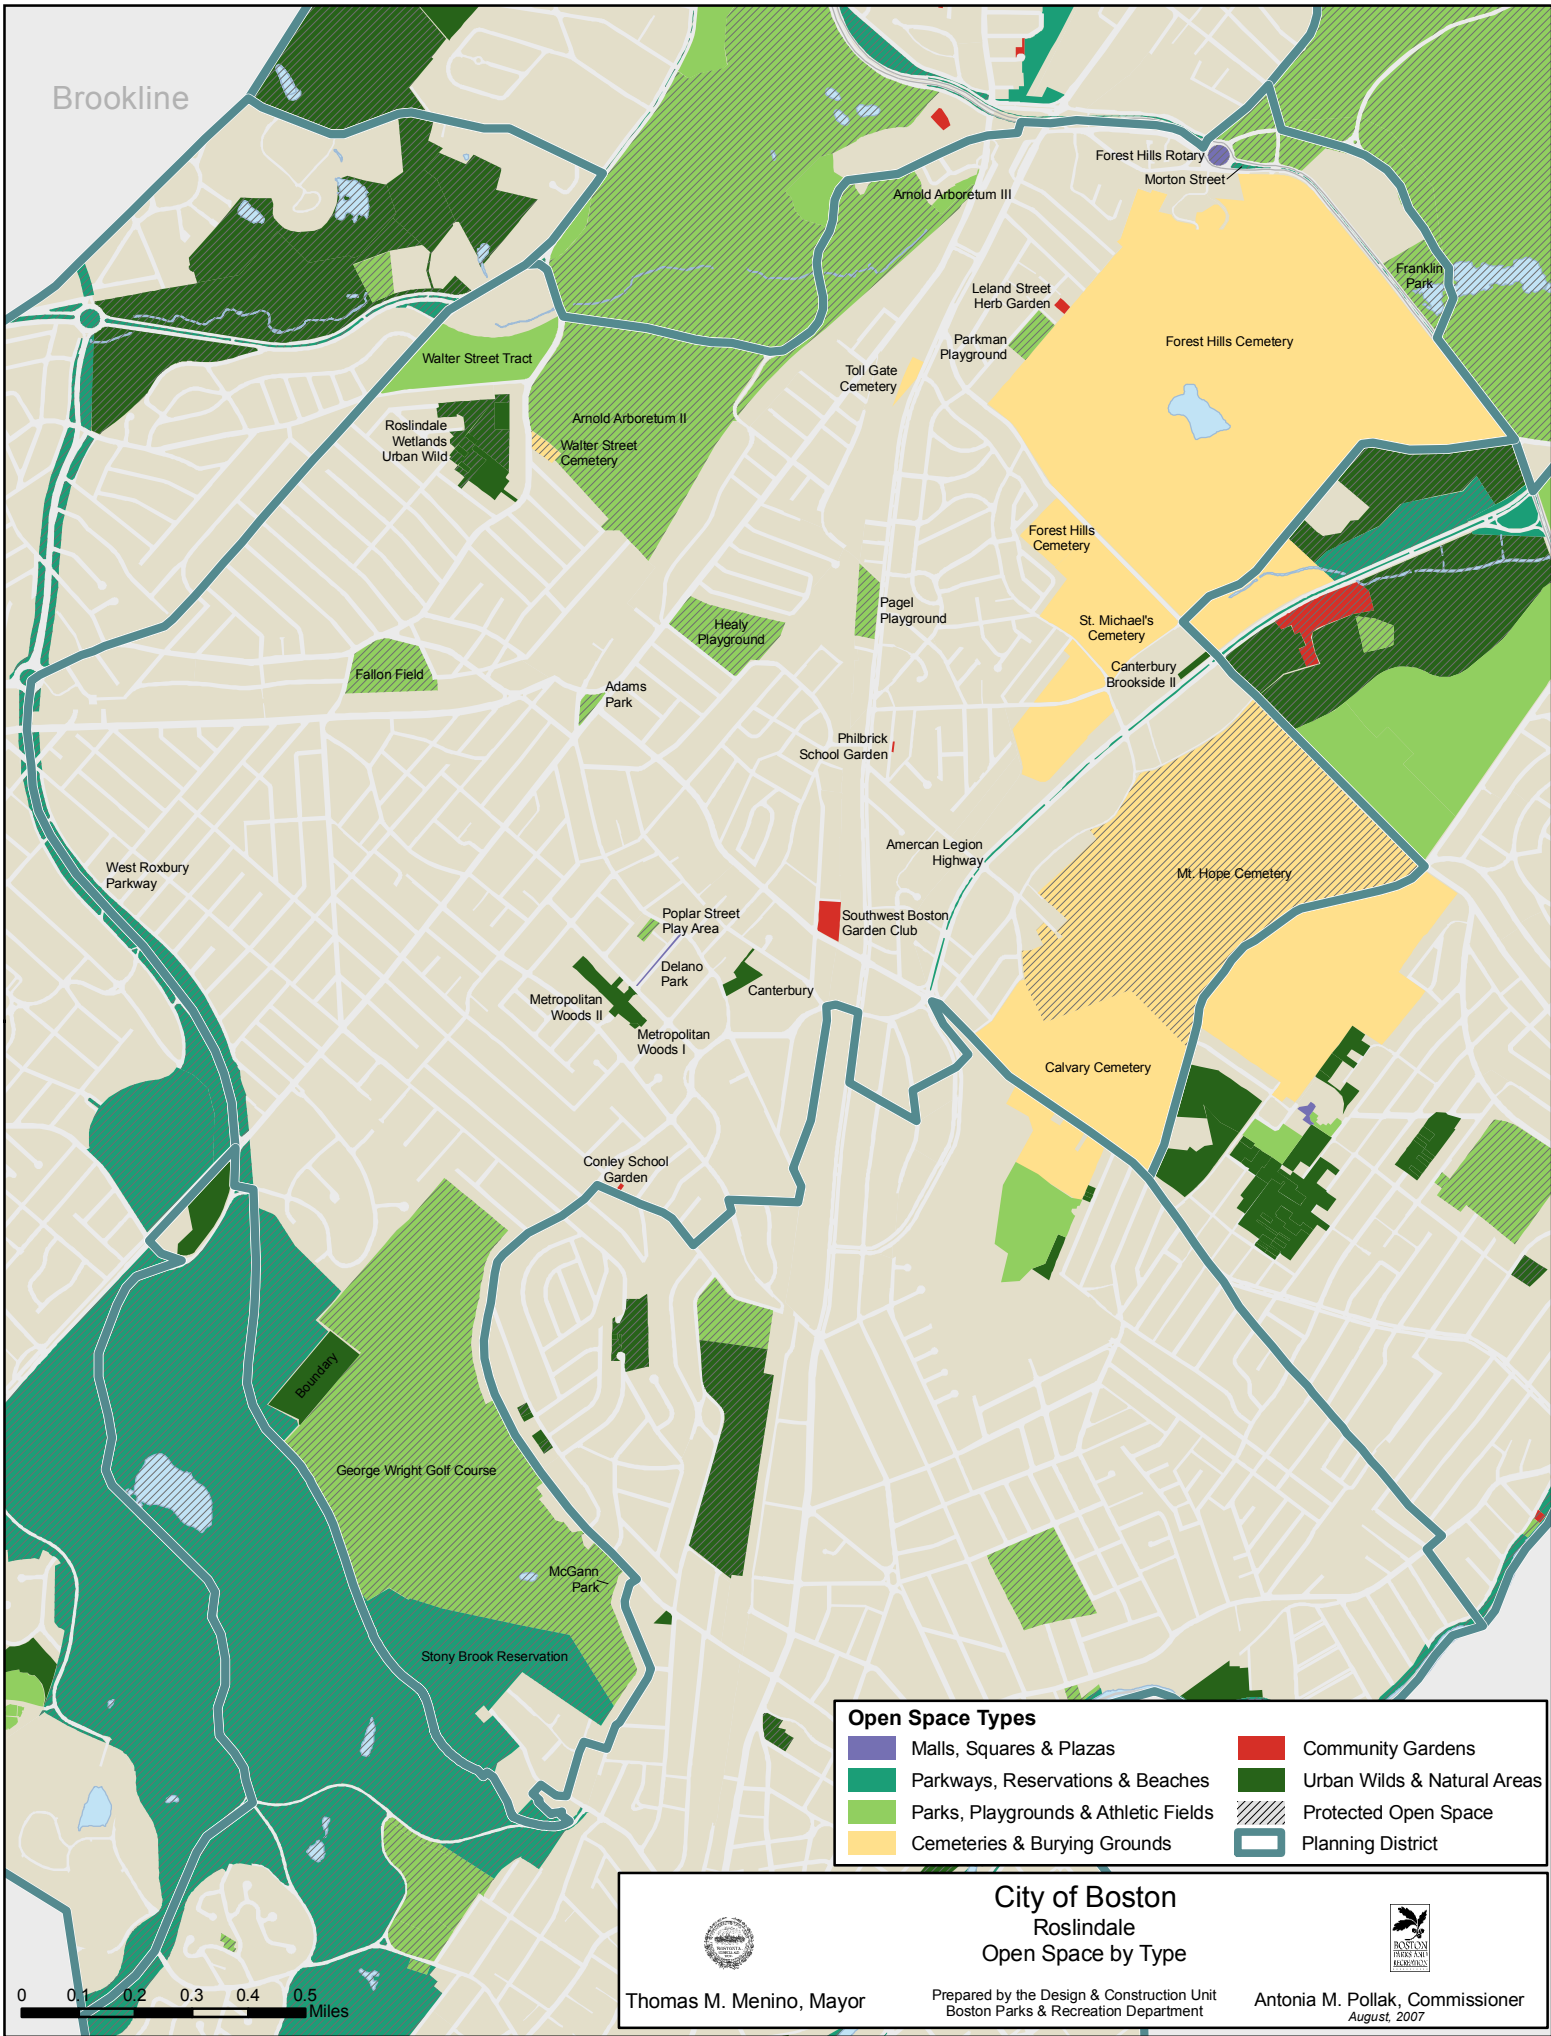 Brookline
Forest Hills Rotary
Morton Street
Arnold Arboretum III
Franklin
Park
Leland Street
Herb Garden
Parkman
Playground
Forest Hills Cemetery
Walter Street Tract
Toll Gate
Cemetery
Arnold Arboretum II
Roslindale
Wetlands
Urban Wild
Walter Street
Cemetery
Forest Hills
Cemetery
Pagel
Playground
Healy
Playground
St. Michael's
Cemetery
Canterbury
Brookside II
Fallon Field
Adams
Park
Philbrick
School Garden
Amercan Legion
Highway
Mt. Hope Cemetery
West Roxbury
Parkway
Poplar Street
Play Area
Southwest Boston
Garden Club
Delano
Park
Canterbury
Metropolitan
Woods II
Metropolitan
Woods I
Calvary Cemetery
Conley School
Garden
Boundary
George Wright Golf Course
McGann
Park
Stony Brook Reservation
Open Space Types
Malls, Squares & Plazas
Parkways, Reservations & Beaches
Parks, Playgrounds & Athletic Fields
Cemeteries & Burying Grounds
Community Gardens
Urban Wilds & Natural Areas
Protected Open Space
Planning District
City of Boston
Roslindale
Open Space by Type
Thomas M. Menino, Mayor
Prepared by the Design & Construction Unit
Boston Parks & Recreation Department
BOSTON
PARKS AND
RECREATION
Antonia M. Pollak, Commissioner
August, 2007
0 0.1 0.2 0.3 0.4 0.5
Miles